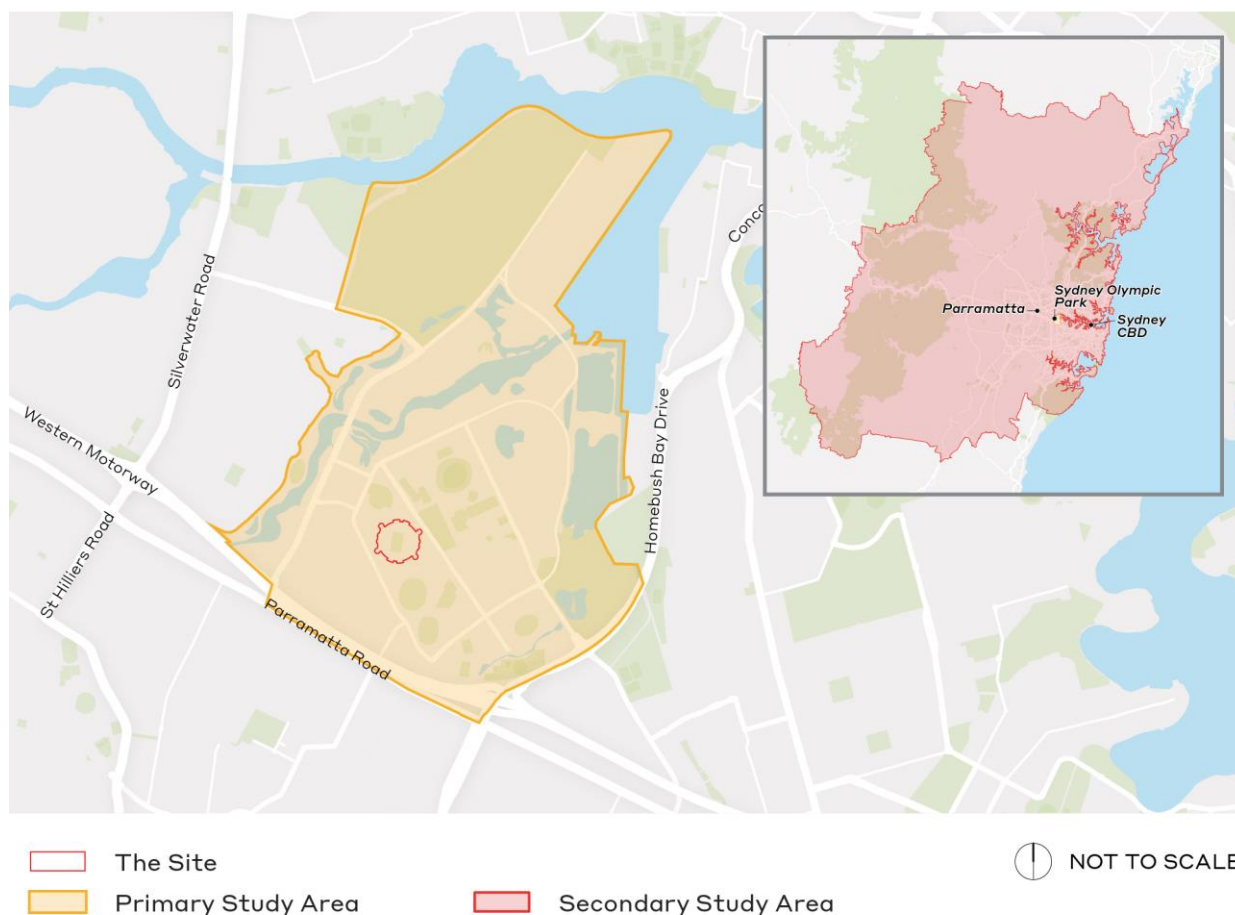 Silverwater Road
Western Motorway
St Hilliers Road
Parramatta Road
Homebush Bay Drive
Conco
Parramatta
Sydney Olympic
Park
Sydney
CBD
The Site
NOT TO SCALE
Primary Study Area
Secondary Study Area